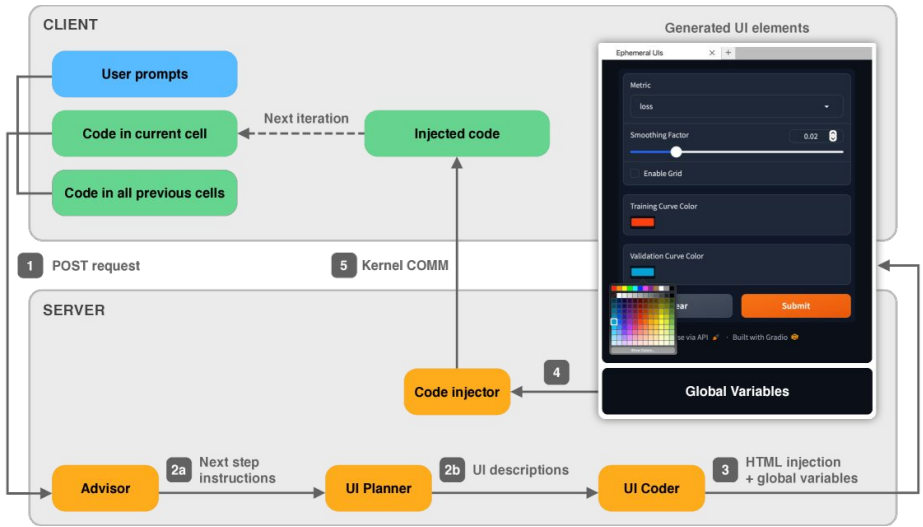 CLIENT
Generated UI elements
User prompts
Code in current cell
Next iteration
Injected code
Code in all previous cells
Ephemeral UIs
Metric
loss
Smoothing Factor
0.02
Enable Grid
Training Curve Color
Validation Curve Color
ear
Submit
se via API
· Built with Gradio
Global Variables
1 POST request
5 Kernel COMM
SERVER
4
Code injector
Advisor
2a Next step
instructions
UI Planner
2b UI descriptions
UI Coder
3 HTML injection
+ global variables